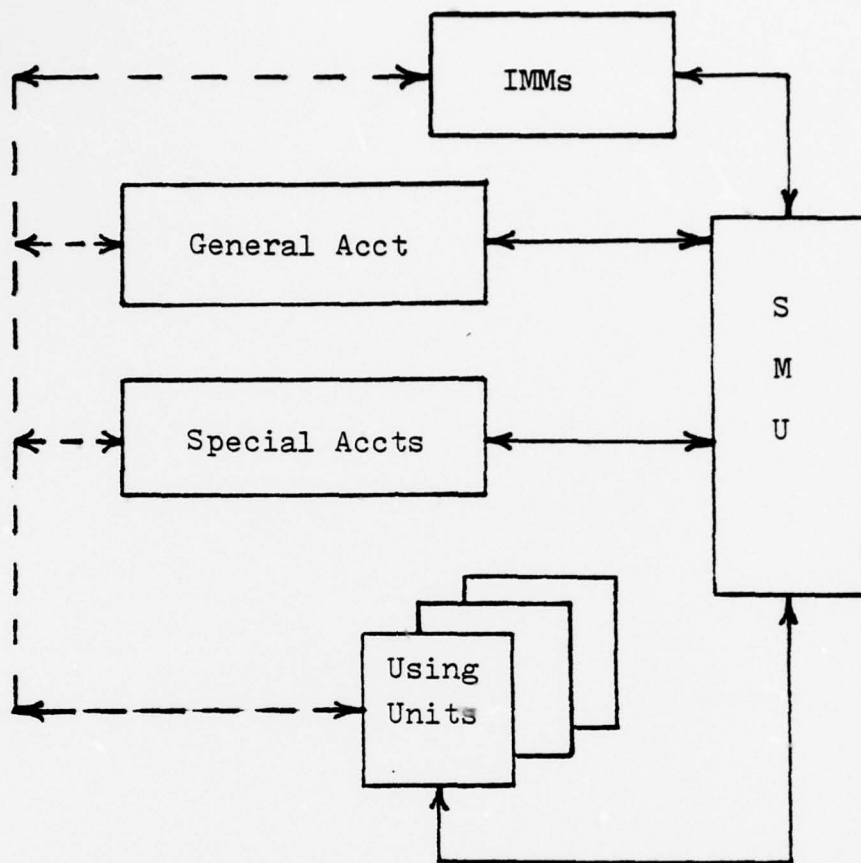 IMMs
General Acct
Special Accts
S
M
U
Using
Units